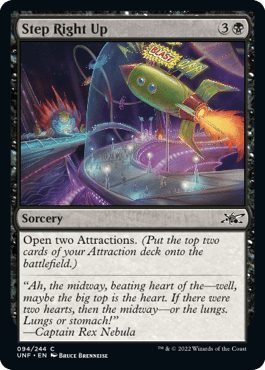 Step Right Up 3
BLAST
Sorcery
Open two Attractions. (Put the top two
cards of your Attraction deck onto the
battlefield.)
“Ah, the midway, beating heart of the—well,
maybe the big top is the heart. If there were
two hearts, then the midway—or the lungs.
Lungs or stomach!”
—Captain Rex Nebula
094/244 C
UNF • EN Bruce Brenneise
™ & © 2022 Wizards of the Coast